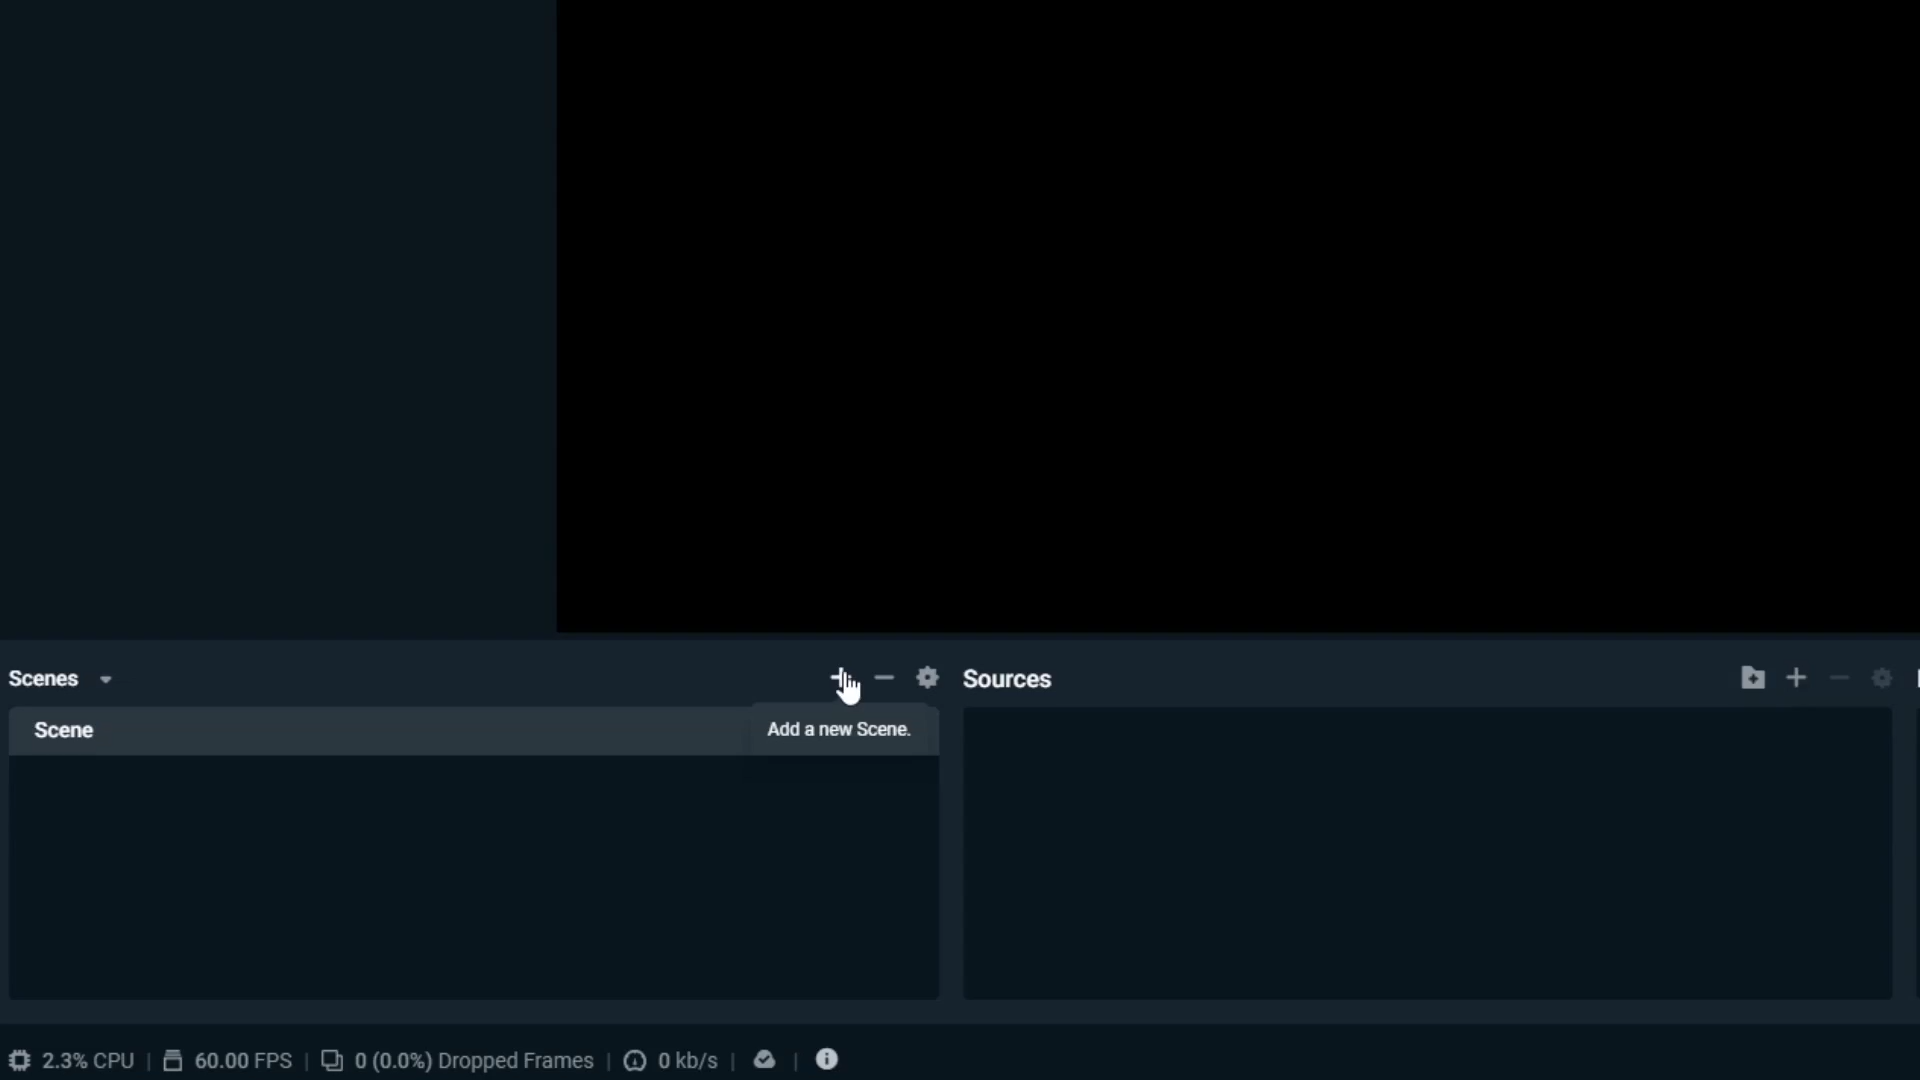 Scenes
Sources
Scene
Add a new Scene.
2.3% CPU | 60.00 FPS | 0 (0.0%) Dropped Frames | 0 kb/s | |